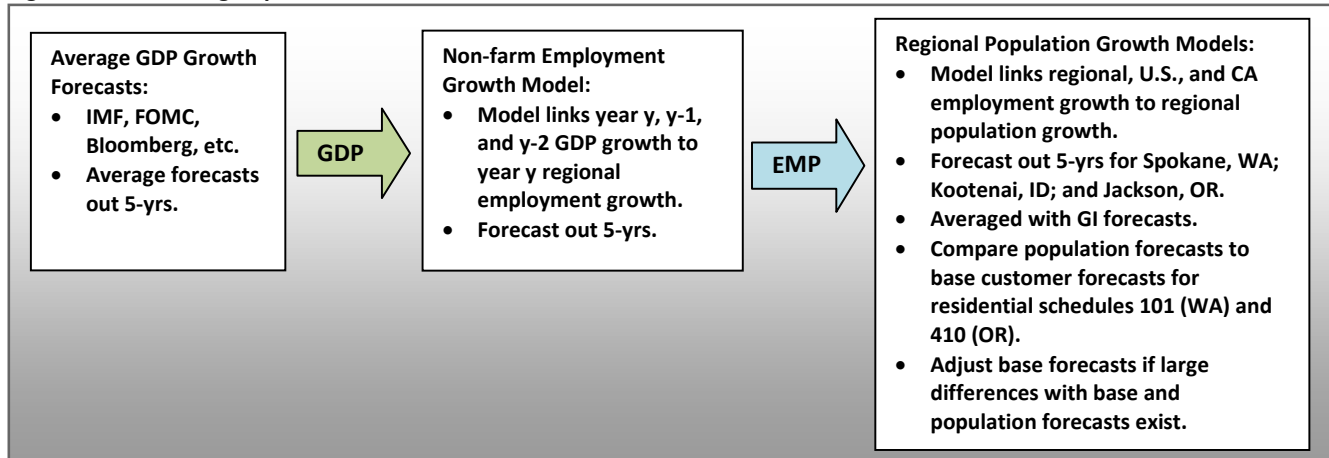 Average GDP Growth
Forecasts:
• IMF, FOMC,
Bloomberg, etc.
• Average forecasts
out 5-yrs.
GDP
Non-farm Employment
Growth Model:
• Model links year y, y-1,
and y-2 GDP growth to
year y regional
employment growth.
• Forecast out 5-yrs.
EMP
Regional Population Growth Models:
• Model links regional, U.S., and CA
employment growth to regional
population growth.
• Forecast out 5-yrs for Spokane, WA;
Kootenai, ID; and Jackson, OR.
• Averaged with GI forecasts.
• Compare population forecasts to
base customer forecasts for
residential schedules 101 (WA) and
410 (OR).
• Adjust base forecasts if large
differences with base and
population forecasts exist.